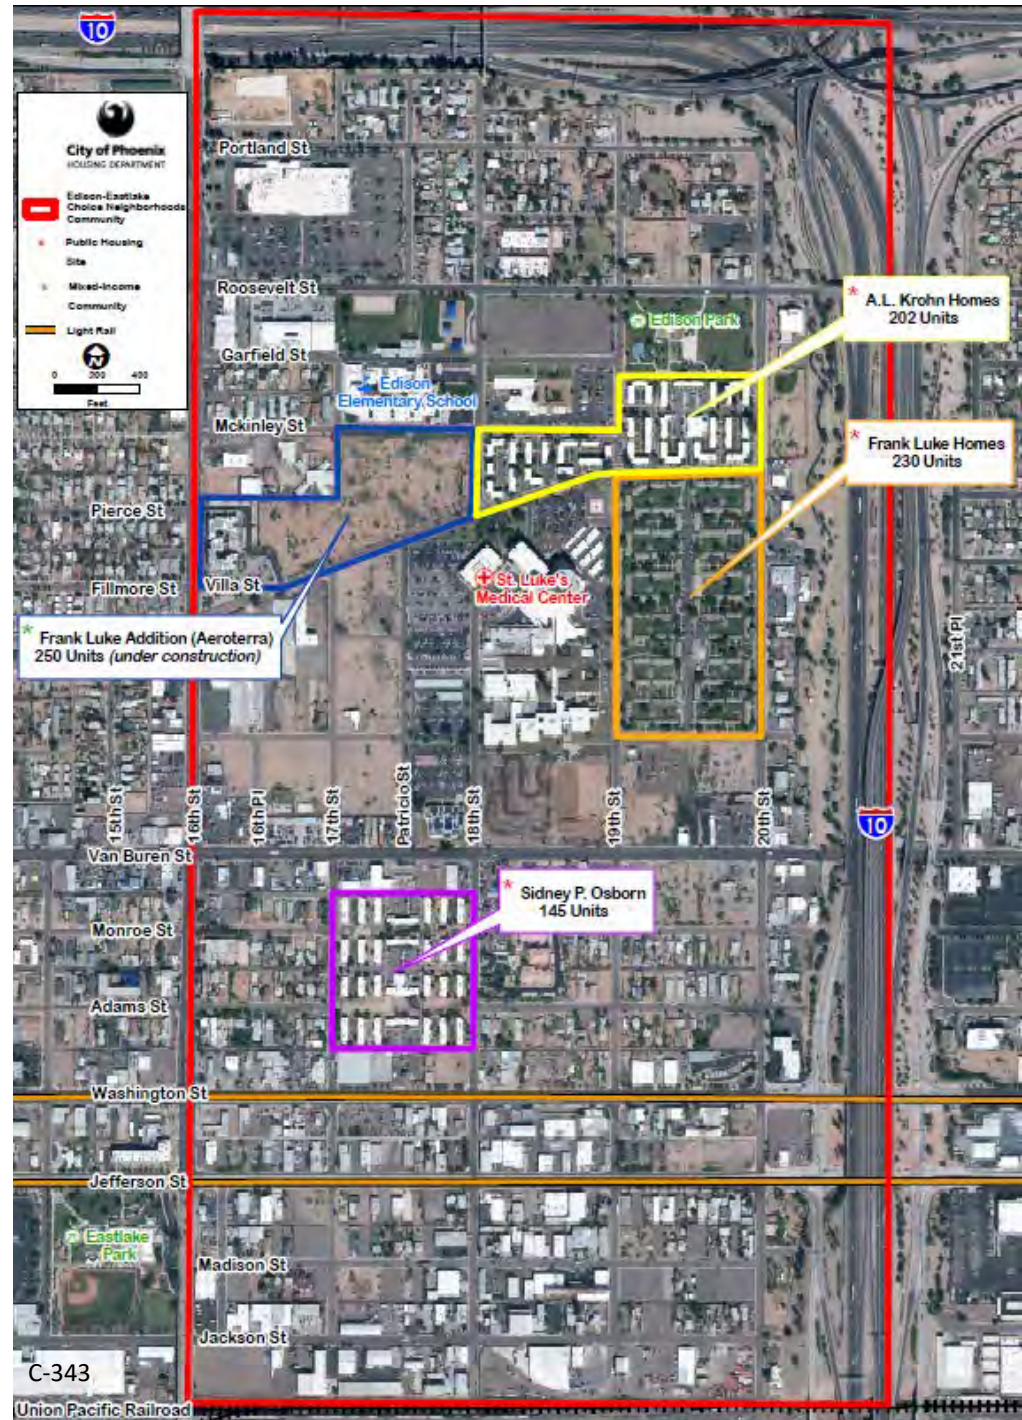 10
City of Phoenix
HOUSING DEPARTMENT
Edison-Eastlake
Choice Neighborhoods
Community
* Public Housing
Site
* Mixed-Income
Community
Light Rail
N
0 200 400
Feet
Portland St
Roosevelt St
Edison Park
* A.L. Krohn Homes
202 Units
Garfield St
Edison
Elementary School
Mckinley St
* Frank Luke Homes
230 Units
Pierce St
Fillmore St
Villa St
St. Luke's
Medical Center
* Frank Luke Addition (Aeroterra)
250 Units (under construction)
21st Pl
15th St
16th St
16th Pl
17th St
Patricio St
18th St
19th St
20th St
10
Van Buren St
* Sidney P. Osborn
145 Units
Monroe St
Adams St
Washington St
Jefferson St
Eastlake
Park
Madison St
Jackson St
C-343
Union Pacific Railroad